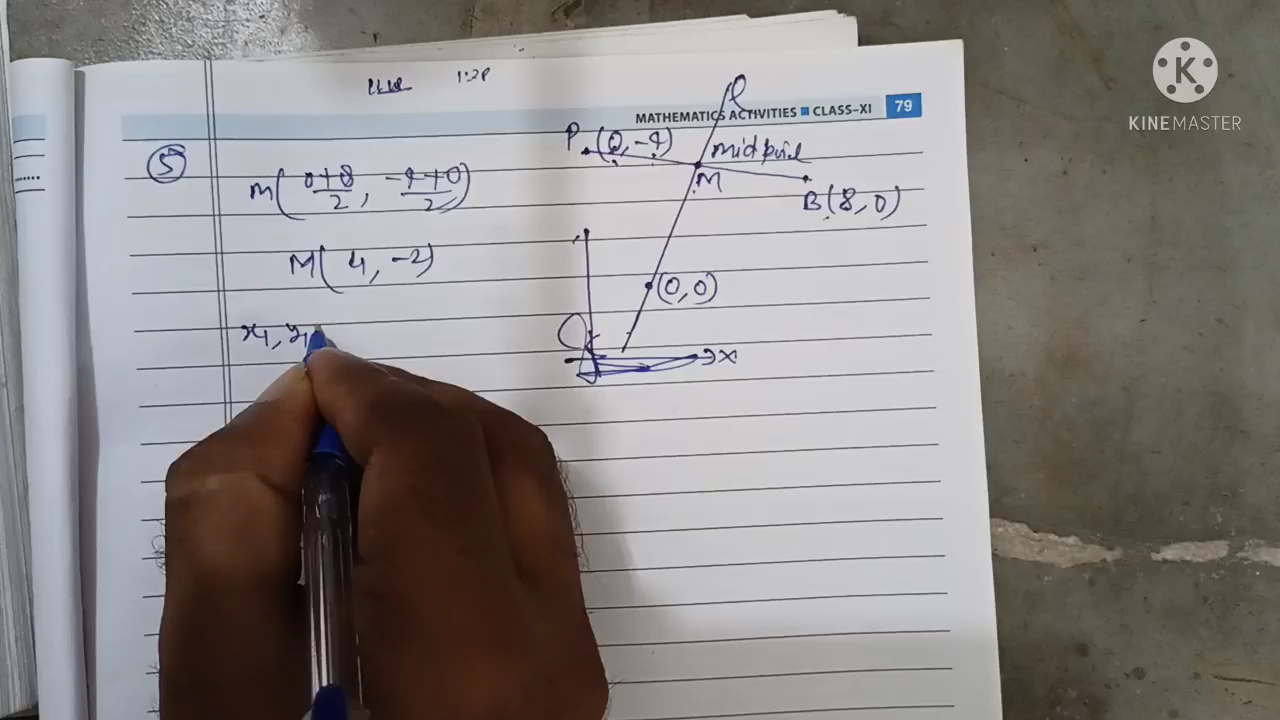 MATHEMATICS ACTIVITIES ■ CLASS-XI 79
KINEMASTER
K
5
P (0, -4) midpoint
l
M
B (8, 0)
M( 0+8/2, -4+0/2 )
M( 4, -2)
(0, 0)
x1, y1
X